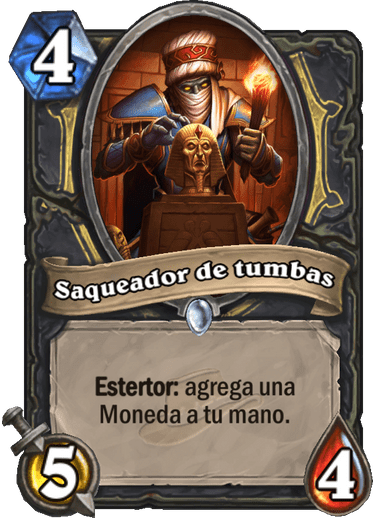 4
Saqueador de tumbas
Estertor: agrega una
Moneda a tu mano.
5
4